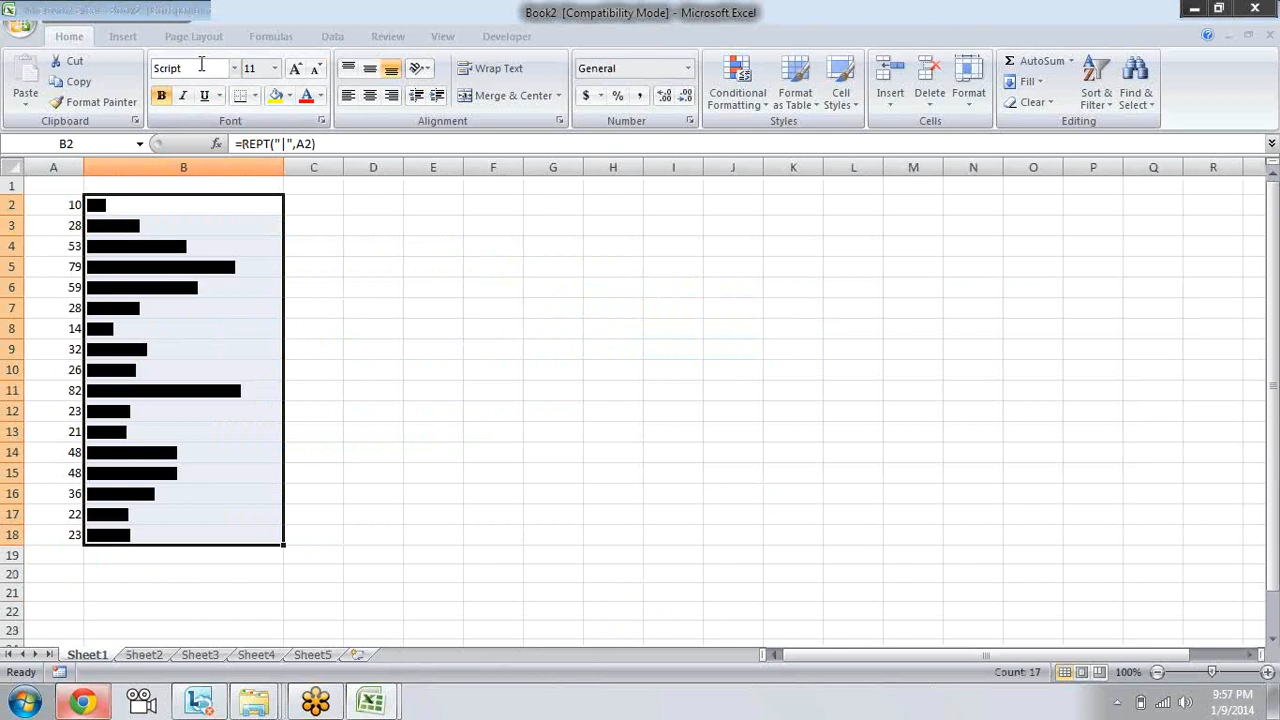 Book2 [Compatibility Mode] - Microsoft Excel
Home Insert Page Layout Formulas Data Review View Developer
Paste Cut Copy Format Painter Clipboard
Script 11 A A B I U A Font
Wrap Text Merge & Center Alignment
General $ % , .0 .00 .00 .0 Number
Conditional Formatting Format as Table Cell Styles Styles
Insert Delete Format Cells
Σ AutoSum Fill Clear Sort & Filter Find & Select Editing
B2 fx =REPT("|",A2)
A B C D E F G H I J K L M N O P Q R
1
2 10
3 28
4 53
5 79
6 59
7 28
8 14
9 32
10 26
11 82
12 23
13 21
14 48
15 48
16 36
17 22
18 23
19
20
21
22
23
Sheet1 Sheet2 Sheet3 Sheet4 Sheet5
Ready Count: 17 100%
9:57 PM
1/9/2014